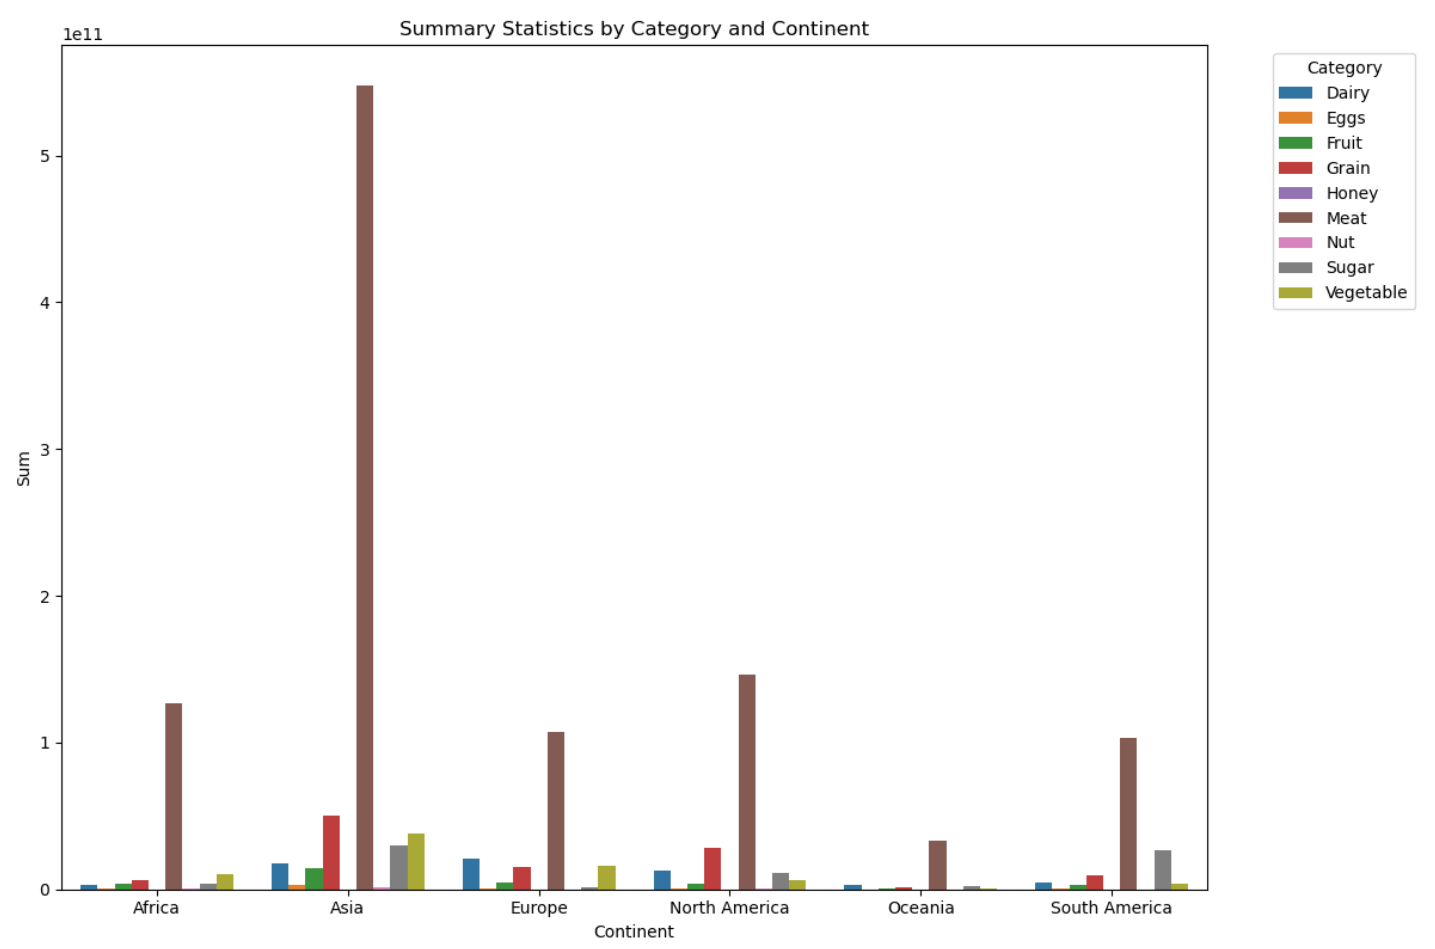 Summary Statistics by Category and Continent
1e11
5
4
3
2
1
0
Sum
Africa
Asia
Europe
North America
Oceania
South America
Continent
Category
Dairy
Eggs
Fruit
Grain
Honey
Meat
Nut
Sugar
Vegetable